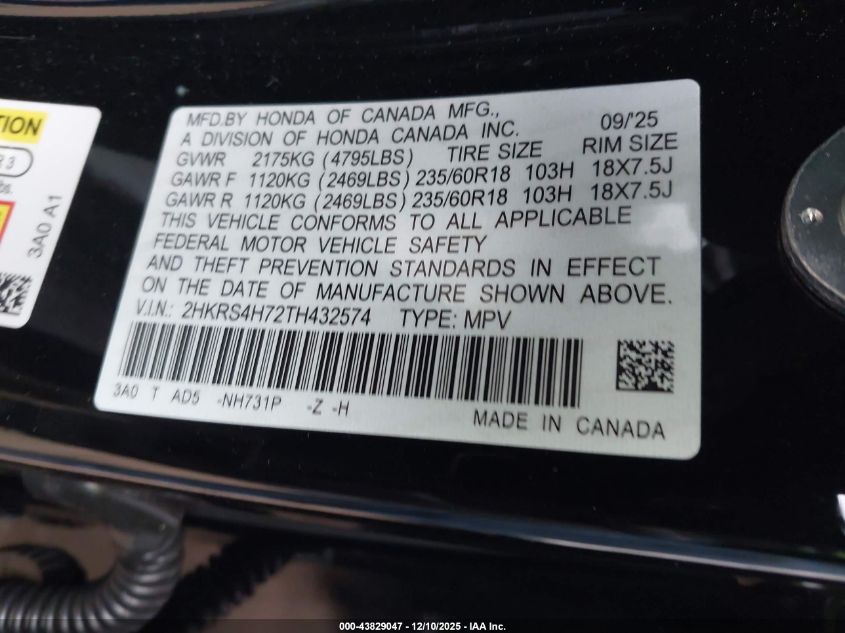 TION
R 3
bs.
3A0 A1
MFD.BY HONDA OF CANADA MFG., 09/'25
A DIVISION OF HONDA CANADA INC.
GVWR 2175KG (4795LBS) TIRE SIZE RIM SIZE
GAWR F 1120KG (2469LBS) 235/60R18 103H 18X7.5J
GAWR R 1120KG (2469LBS) 235/60R18 103H 18X7.5J
THIS VEHICLE CONFORMS TO ALL APPLICABLE
FEDERAL MOTOR VEHICLE SAFETY
AND THEFT PREVENTION STANDARDS IN EFFECT
ON THE DATE OF MANUFACTURE SHOWN ABOVE.
V.I.N.: 2HKRS4H72TH432574 TYPE: MPV
3A0 T AD5 -NH731P -Z -H
MADE IN CANADA
000-43829047 - 12/10/2025 - IAA Inc.